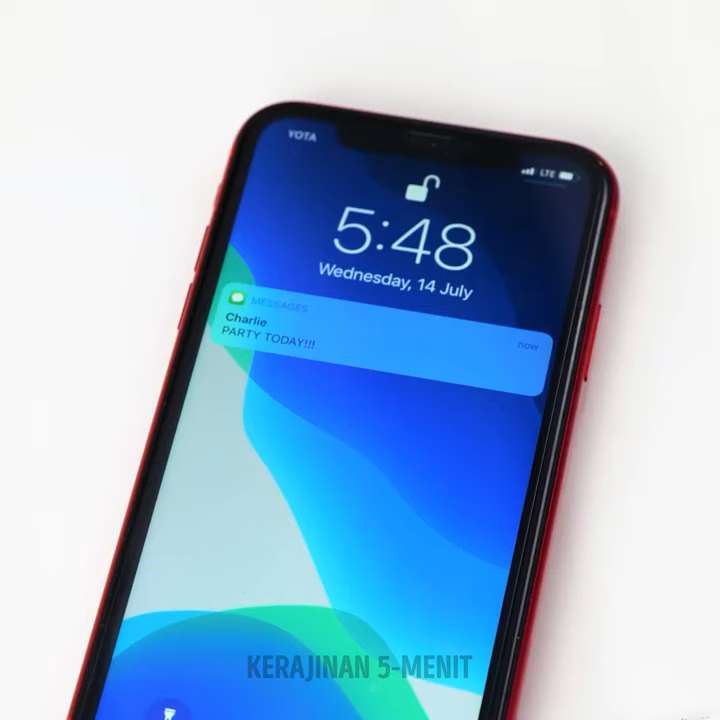 YOTA
LTE
5:48
Wednesday, 14 July
MESSAGES
now
Charlie
PARTY TODAY!!!
KERAJINAN 5-MENIT